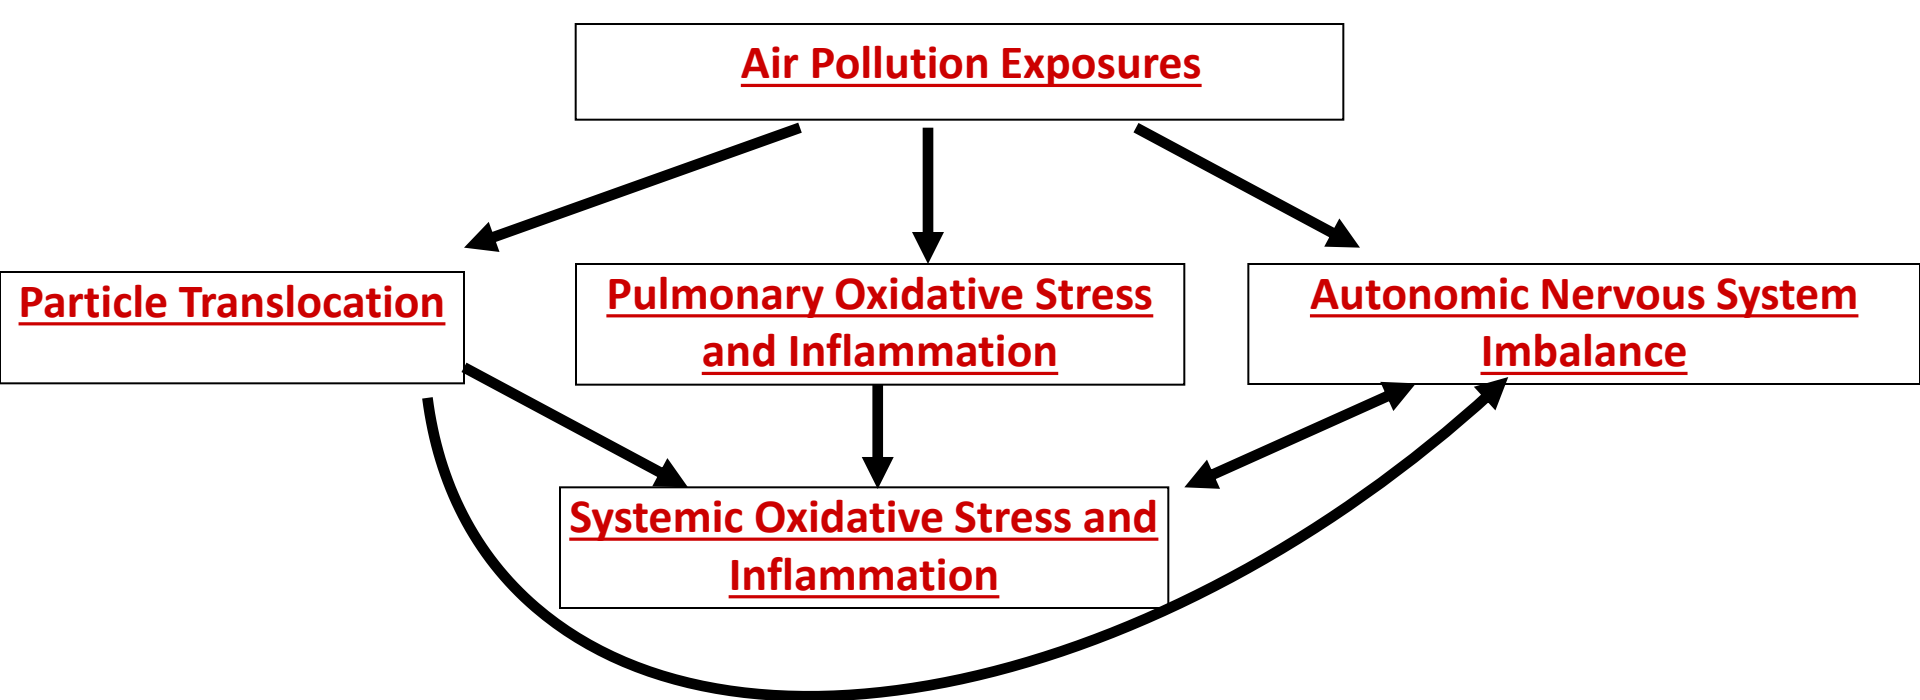 Air Pollution Exposures
Particle Translocation
Pulmonary Oxidative Stress
and Inflammation
Autonomic Nervous System
Imbalance
Systemic Oxidative Stress and
Inflammation